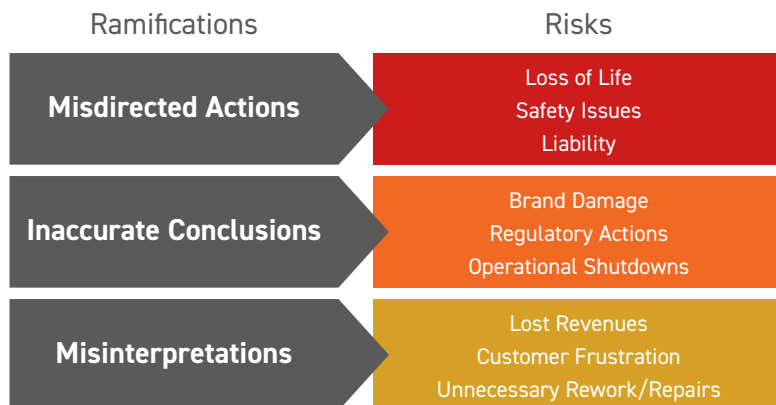 Ramifications
Risks
Misdirected Actions
Loss of Life
Safety Issues
Liability
Inaccurate Conclusions
Brand Damage
Regulatory Actions
Operational Shutdowns
Misinterpretations
Lost Revenues
Customer Frustration
Unnecessary Rework/Repairs